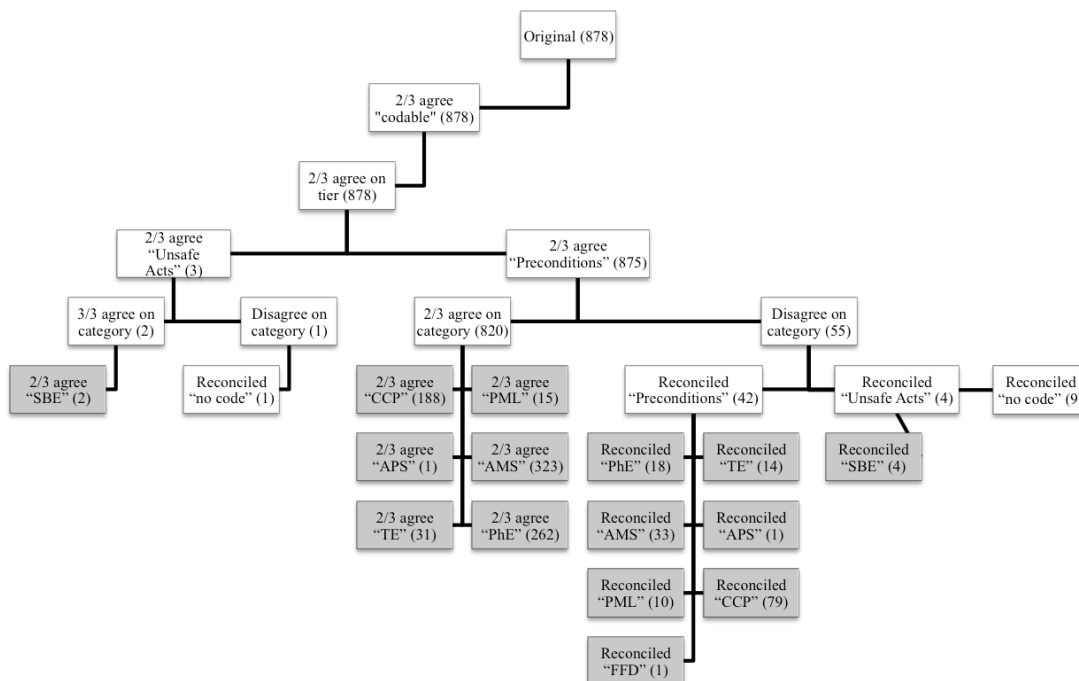 Original (878)
2/3 agree
"codable" (878)
2/3 agree on
tier (878)
2/3 agree
“Unsafe
Acts” (3)
2/3 agree
“Preconditions” (875)
3/3 agree on
category (2)
Disagree on
category (1)
2/3 agree on
category (820)
Disagree on
category (55)
2/3 agree
“SBE” (2)
Reconciled
“no code” (1)
2/3 agree
“CCP” (188)
2/3 agree
“PML” (15)
Reconciled
“Preconditions” (42)
Reconciled
“Unsafe Acts” (4)
Reconciled
“no code” (9
2/3 agree
“APS” (1)
2/3 agree
“AMS” (323)
Reconciled
“PhE” (18)
Reconciled
“TE” (14)
Reconciled
“SBE” (4)
2/3 agree
“TE” (31)
2/3 agree
“PhE” (262)
Reconciled
“AMS” (33)
Reconciled
“APS” (1)
Reconciled
“PML” (10)
Reconciled
“CCP” (79)
Reconciled
“FFD” (1)